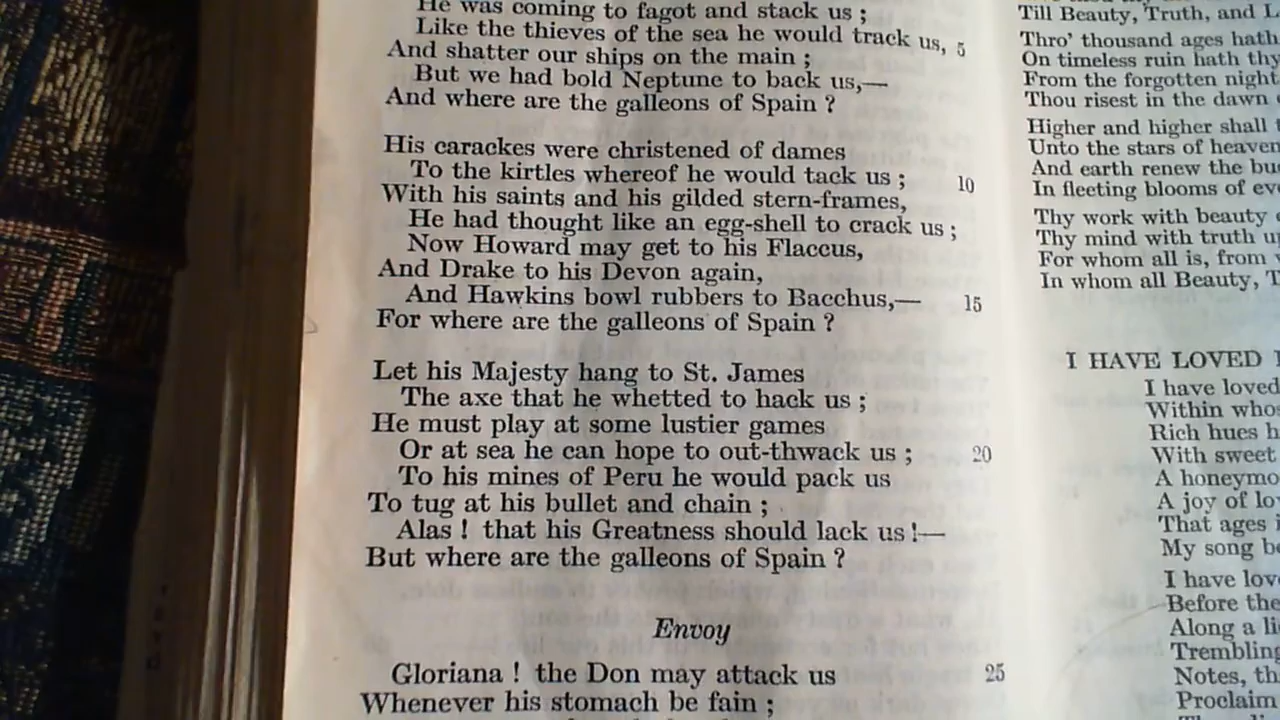 He was coming to fagot and stack us ;
Like the thieves of the sea he would track us, 5
And shatter our ships on the main ;
But we had bold Neptune to back us,—
And where are the galleons of Spain ?
His carackes were christened of dames
To the kirtles whereof he would tack us ; 10
With his saints and his gilded stern-frames,
He had thought like an egg-shell to crack us ;
Now Howard may get to his Flaccus,
And Drake to his Devon again,
And Hawkins bowl rubbers to Bacchus,— 15
For where are the galleons of Spain ?
Let his Majesty hang to St. James
The axe that he whetted to hack us ;
He must play at some lustier games
Or at sea he can hope to out-thwack us ; 20
To his mines of Peru he would pack us
To tug at his bullet and chain ;
Alas ! that his Greatness should lack us !—
But where are the galleons of Spain ?
Envoy
Gloriana ! the Don may attack us 25
Whenever his stomach be fain ;
Till Beauty, Truth, and
Thro' thousand ages hath
On timeless ruin hath thy
From the forgotten night
Thou risest in the dawn
Higher and higher shall
Unto the stars of heaven
And earth renew the
In fleeting blooms of
Thy work with beauty
Thy mind with truth
For whom all is, from
In whom all Beauty,
I HAVE LOVED
I have loved
Within
Rich hues
With sweet
A
A joy of
That ages
My song
I have
Before the
Along a
Notes,